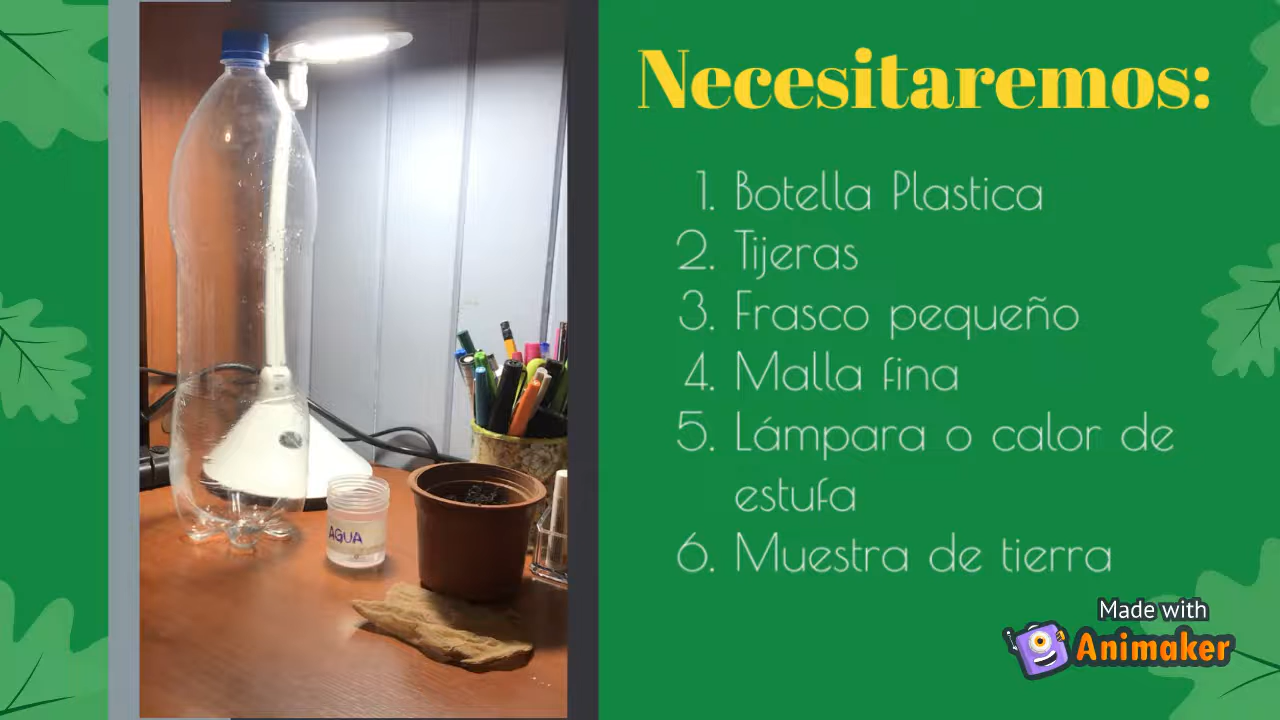 Necesitaremos:
1. Botella Plastica
2. Tijeras
3. Frasco pequeño
4. Malla fina
5. Lámpara o calor de
estufa
6. Muestra de tierra
AGUA
Made with
Animaker